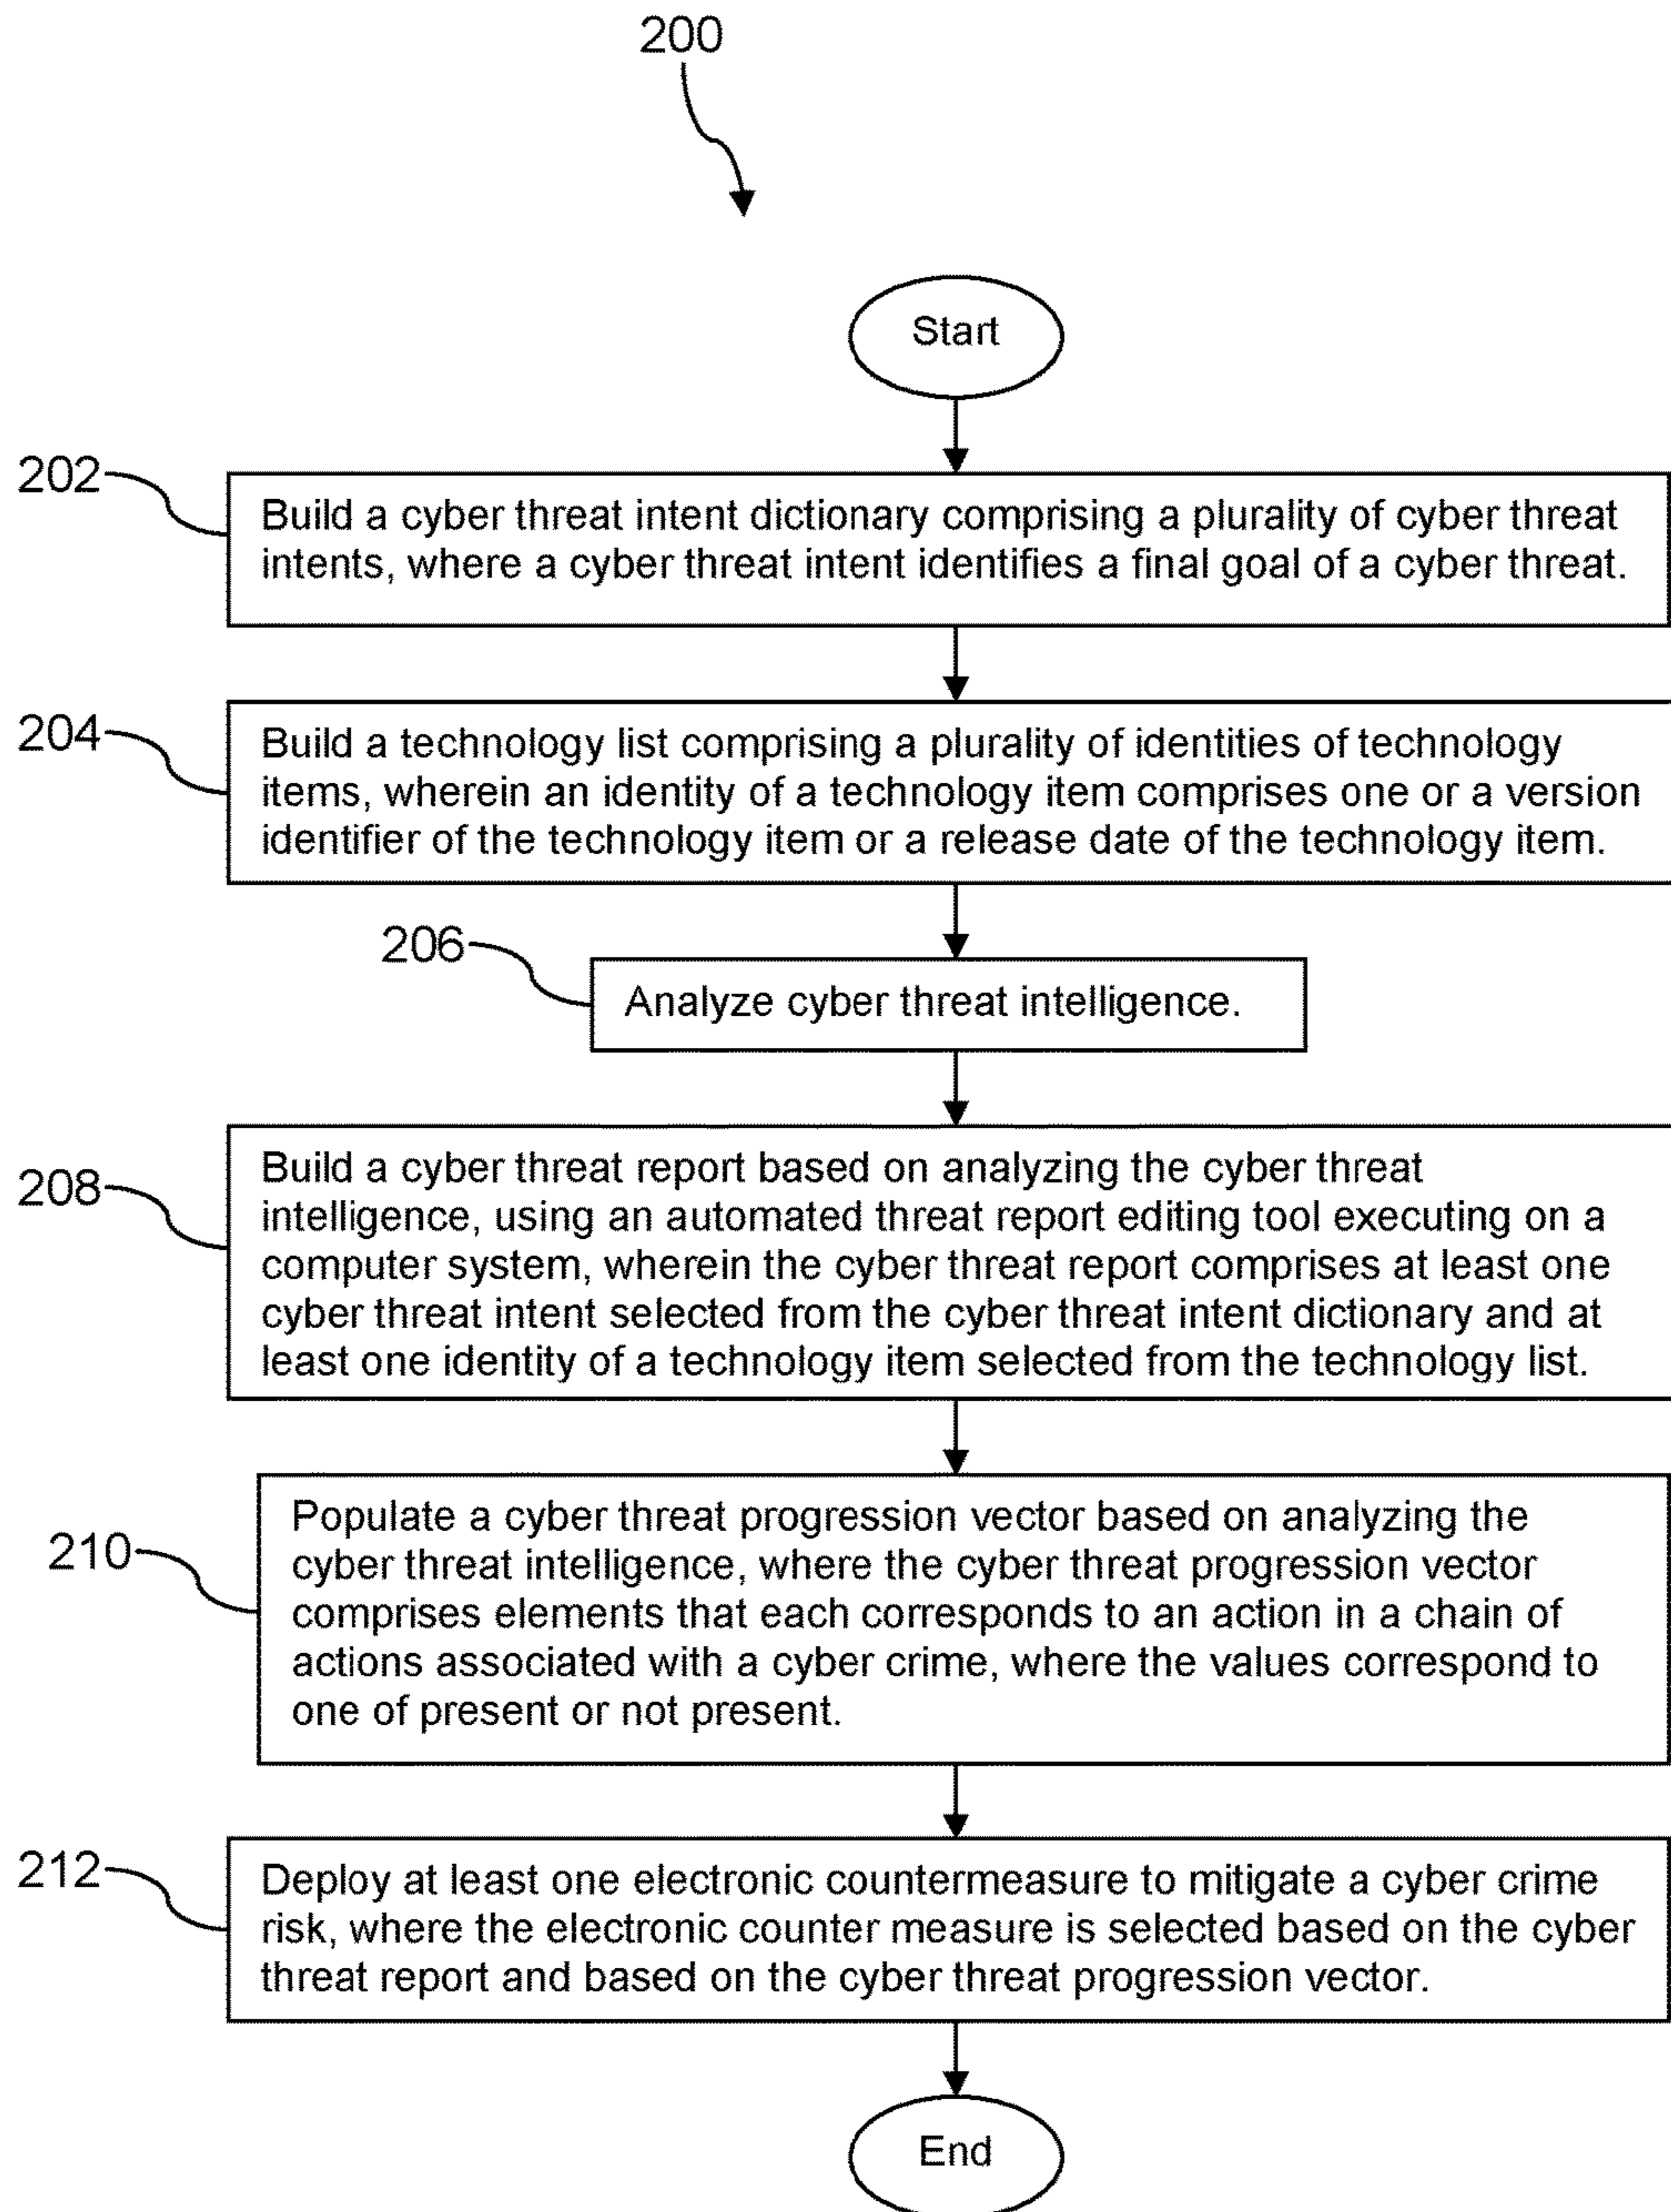 200
Start
202
Build a cyber threat intent dictionary comprising a plurality of cyber threat
intents, where a cyber threat intent identifies a final goal of a cyber threat.
204
Build a technology list comprising a plurality of identities of technology
items, wherein an identity of a technology item comprises one or a version
identifier of the technology item or a release date of the technology item.
206
Analyze cyber threat intelligence.
208
Build a cyber threat report based on analyzing the cyber threat
intelligence, using an automated threat report editing tool executing on a
computer system, wherein the cyber threat report comprises at least one
cyber threat intent selected from the cyber threat intent dictionary and at
least one identity of a technology item selected from the technology list.
210
Populate a cyber threat progression vector based on analyzing the
cyber threat intelligence, where the cyber threat progression vector
comprises elements that each corresponds to an action in a chain of
actions associated with a cyber crime, where the values correspond to
one of present or not present.
212
Deploy at least one electronic countermeasure to mitigate a cyber crime
risk, where the electronic counter measure is selected based on the cyber
threat report and based on the cyber threat progression vector.
End